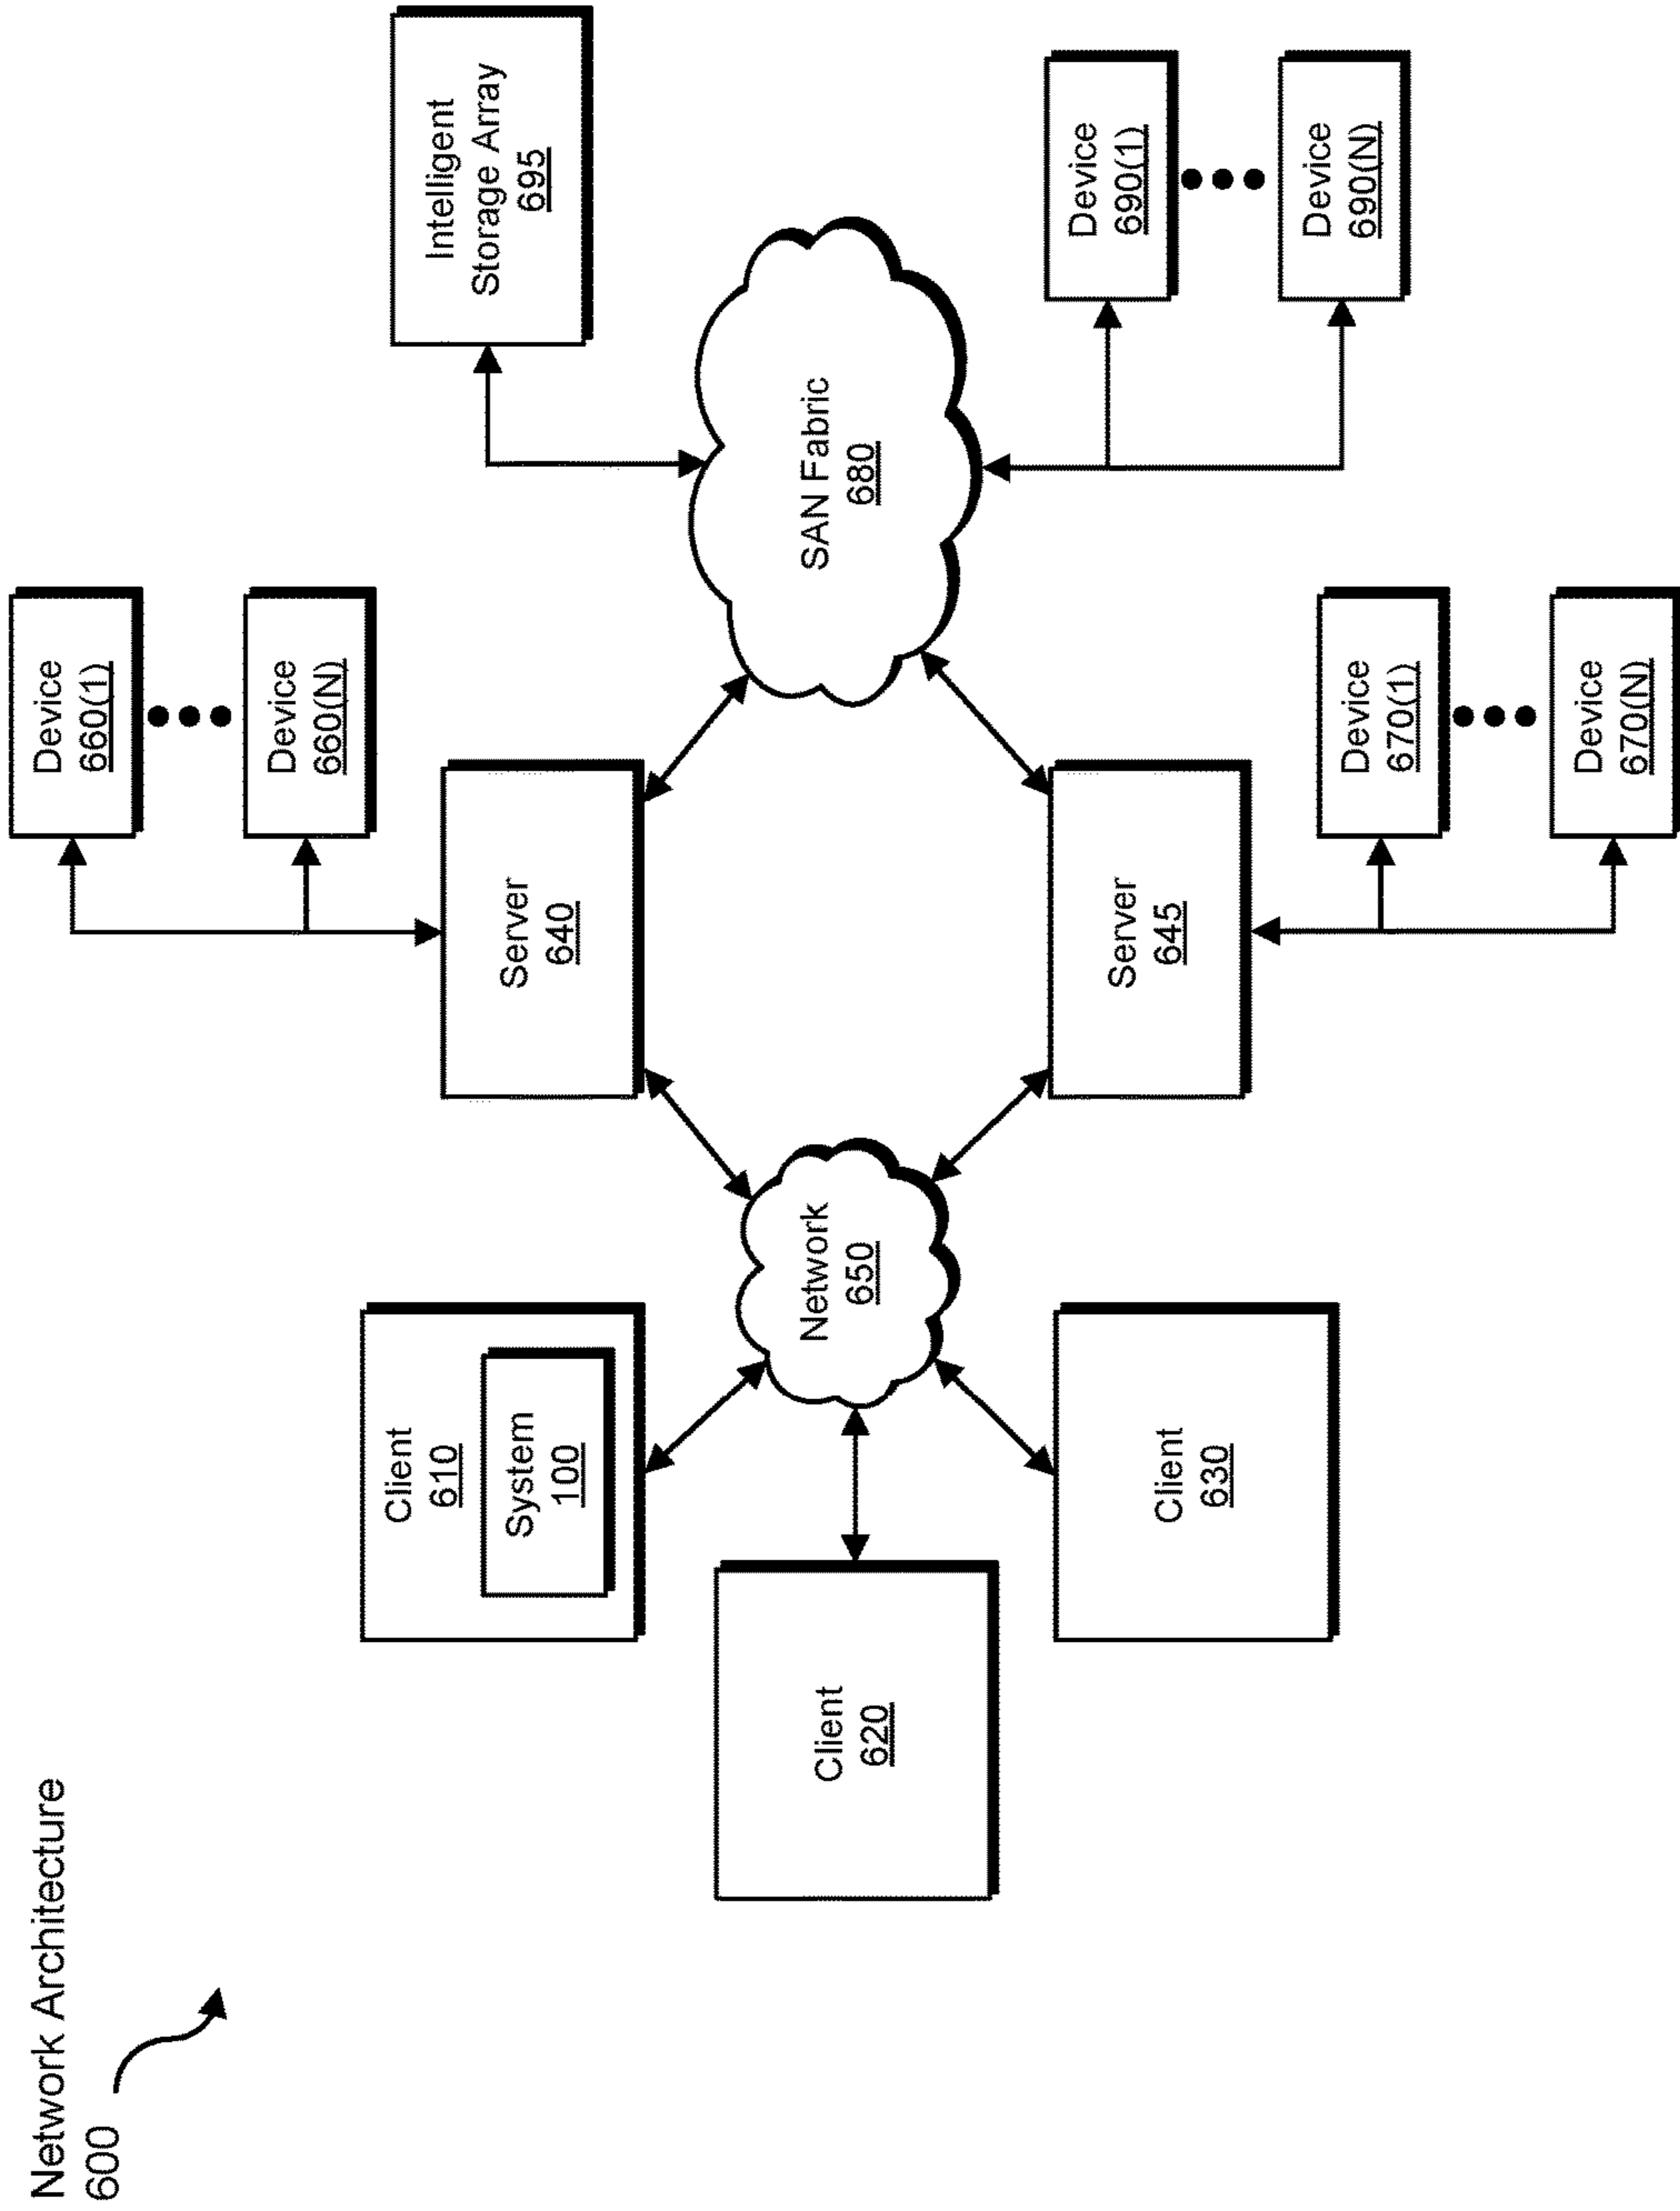 Network Architecture
600
Device
660(1)
Device
660(N)
Intelligent
Storage Array
695
Client
610
System
100
Server
640
Client
620
Network
650
SAN Fabric
680
Client
630
Server
645
Device
690(1)
Device
690(N)
Device
670(1)
Device
670(N)